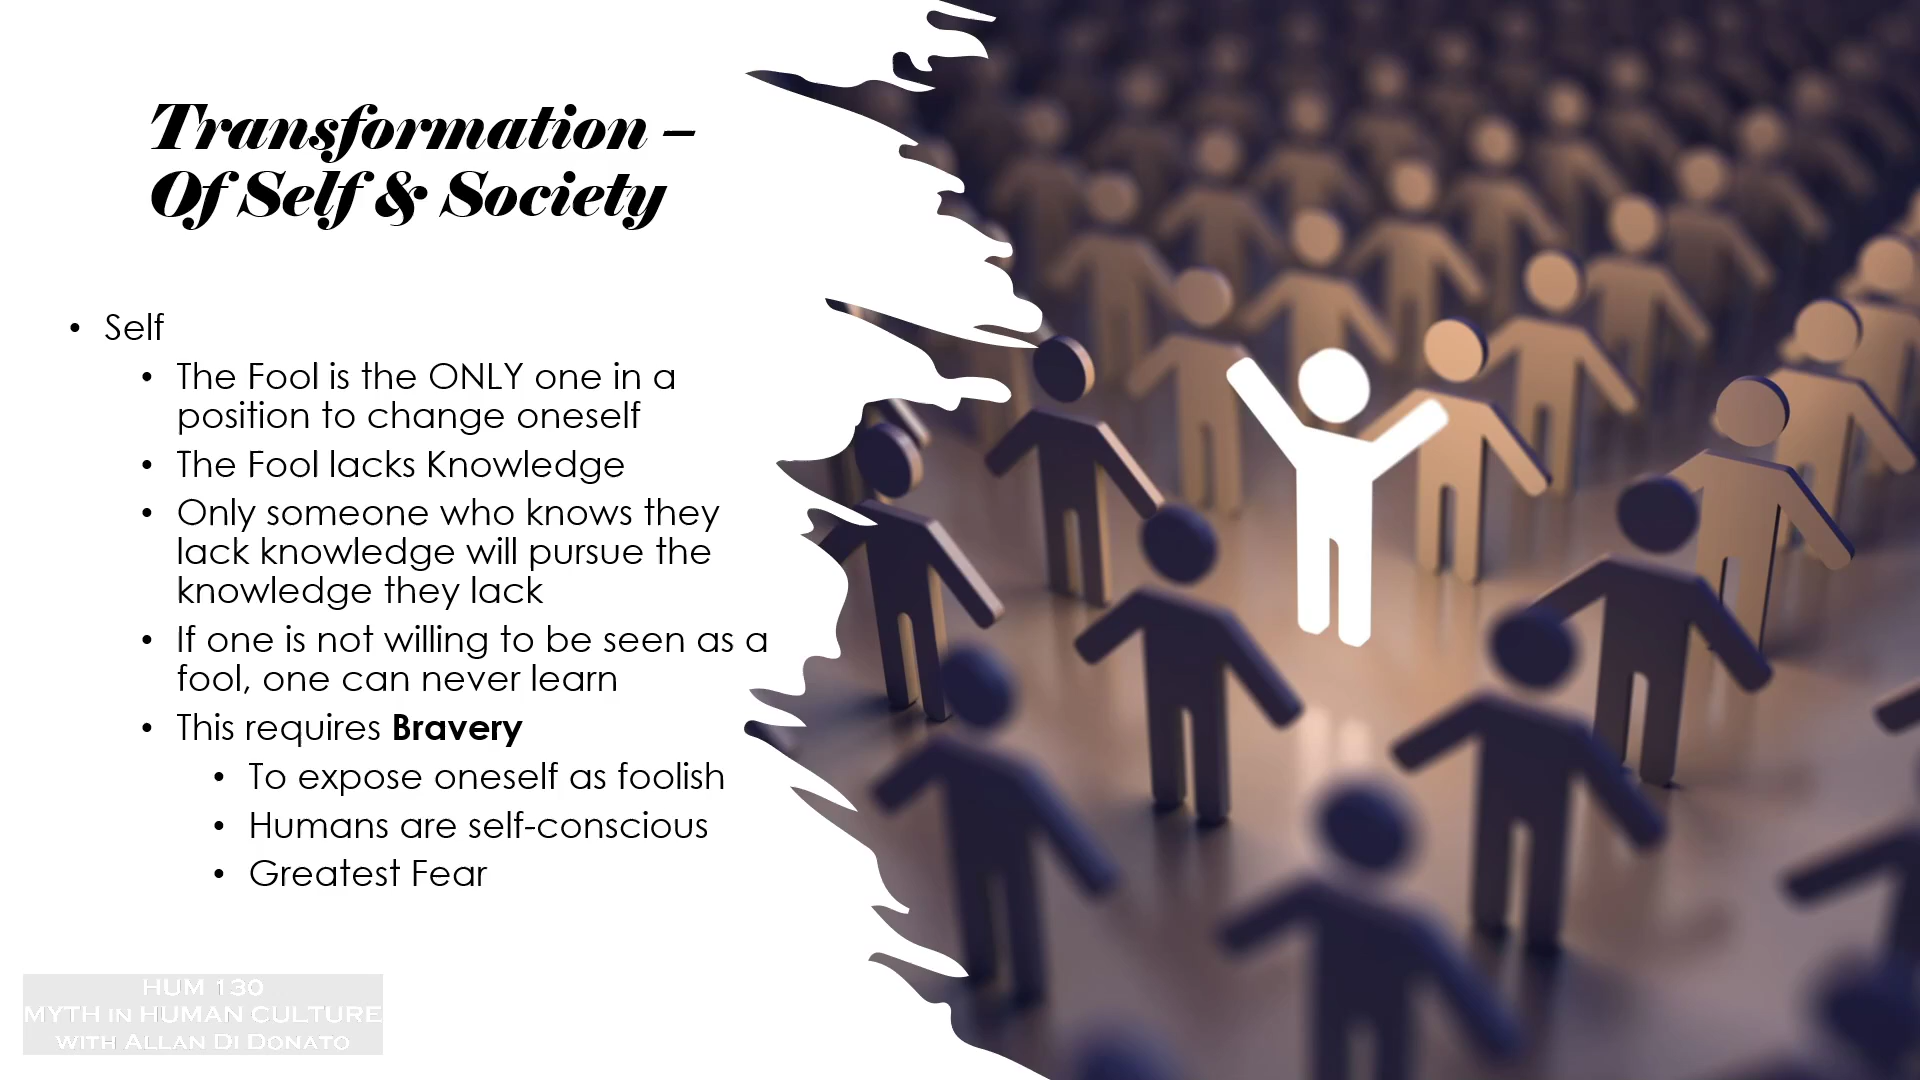 Transformation –
Of Self & Society
• Self
• The Fool is the ONLY one in a
position to change oneself
• The Fool lacks Knowledge
• Only someone who knows they
lack knowledge will pursue the
knowledge they lack
• If one is not willing to be seen as a
fool, one can never learn
• This requires Bravery
• To expose oneself as foolish
• Humans are self-conscious
• Greatest Fear
HUM 130
MYTH in HUMAN CULTURE
with Allan Di Donato